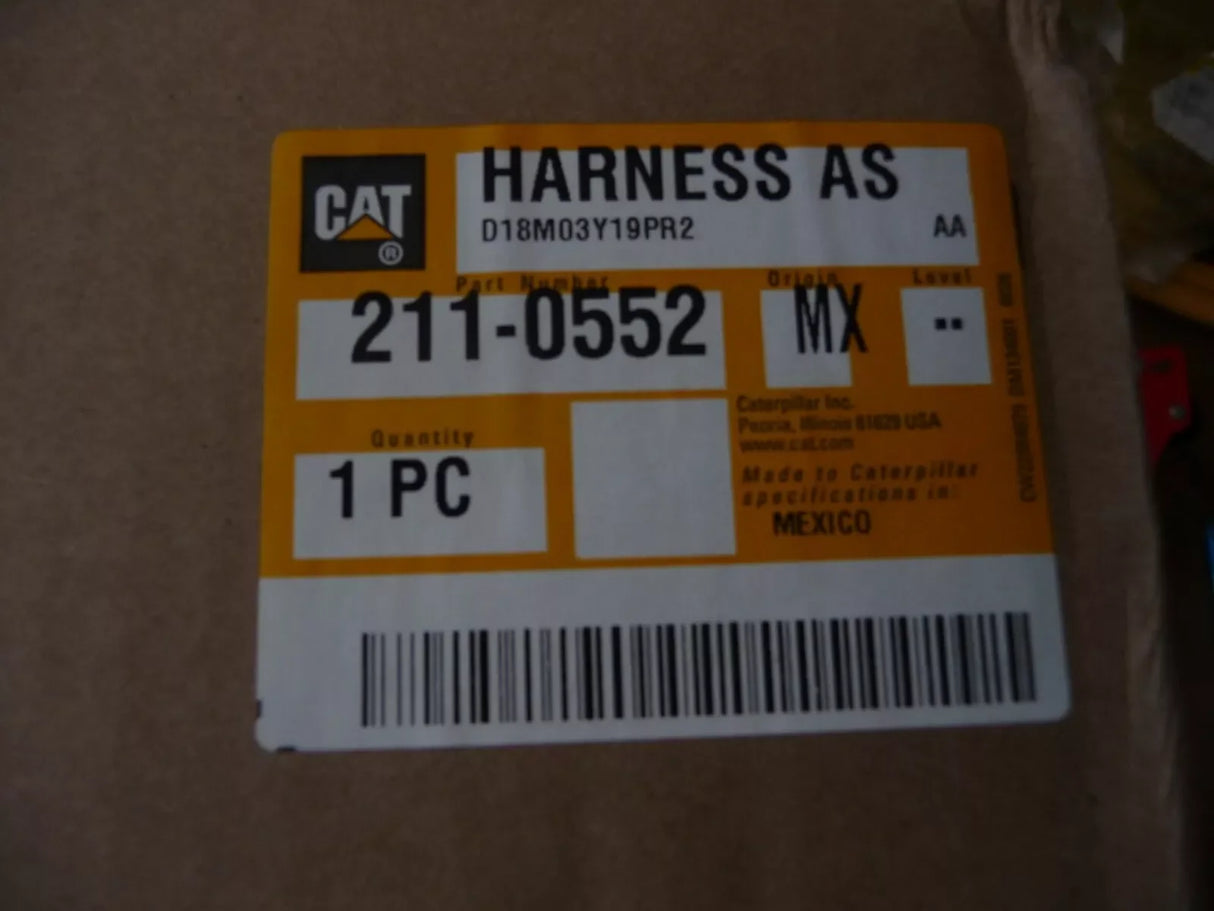 CAT
®
HARNESS AS
D18M03Y19PR2 AA
Part Number Origin Level
211-0552 MX --
Caterpillar Inc.
Peoria, Illinois 61629 USA
www.cat.com
Quantity
1 PC
Made to Caterpillar
specifications in:
MEXICO